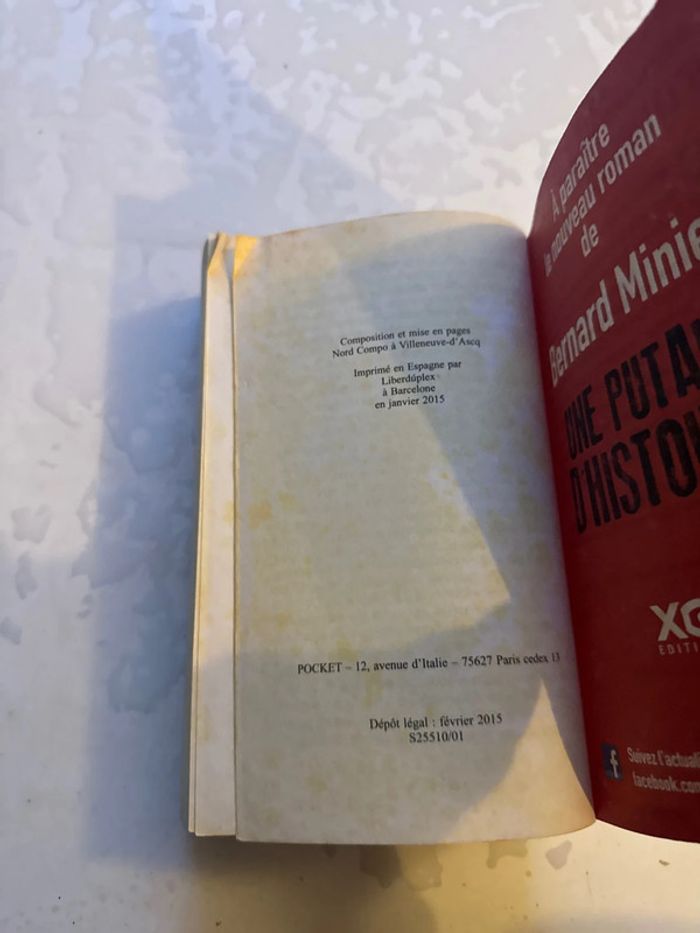 Composition et mise en pages
Nord Compo à Villeneuve-d'Ascq
Imprimé en Espagne par
Liberdúplex
à Barcelone
en janvier 2015
POCKET – 12, avenue d'Italie – 75627 Paris cedex 13
Dépôt légal : février 2015
S25510/01
À paraître
le nouveau roman
de
Bernard Minie
UNE PUTA
D'HISTOI
XO
EDITI
Suivez l'actuali
facebook.com